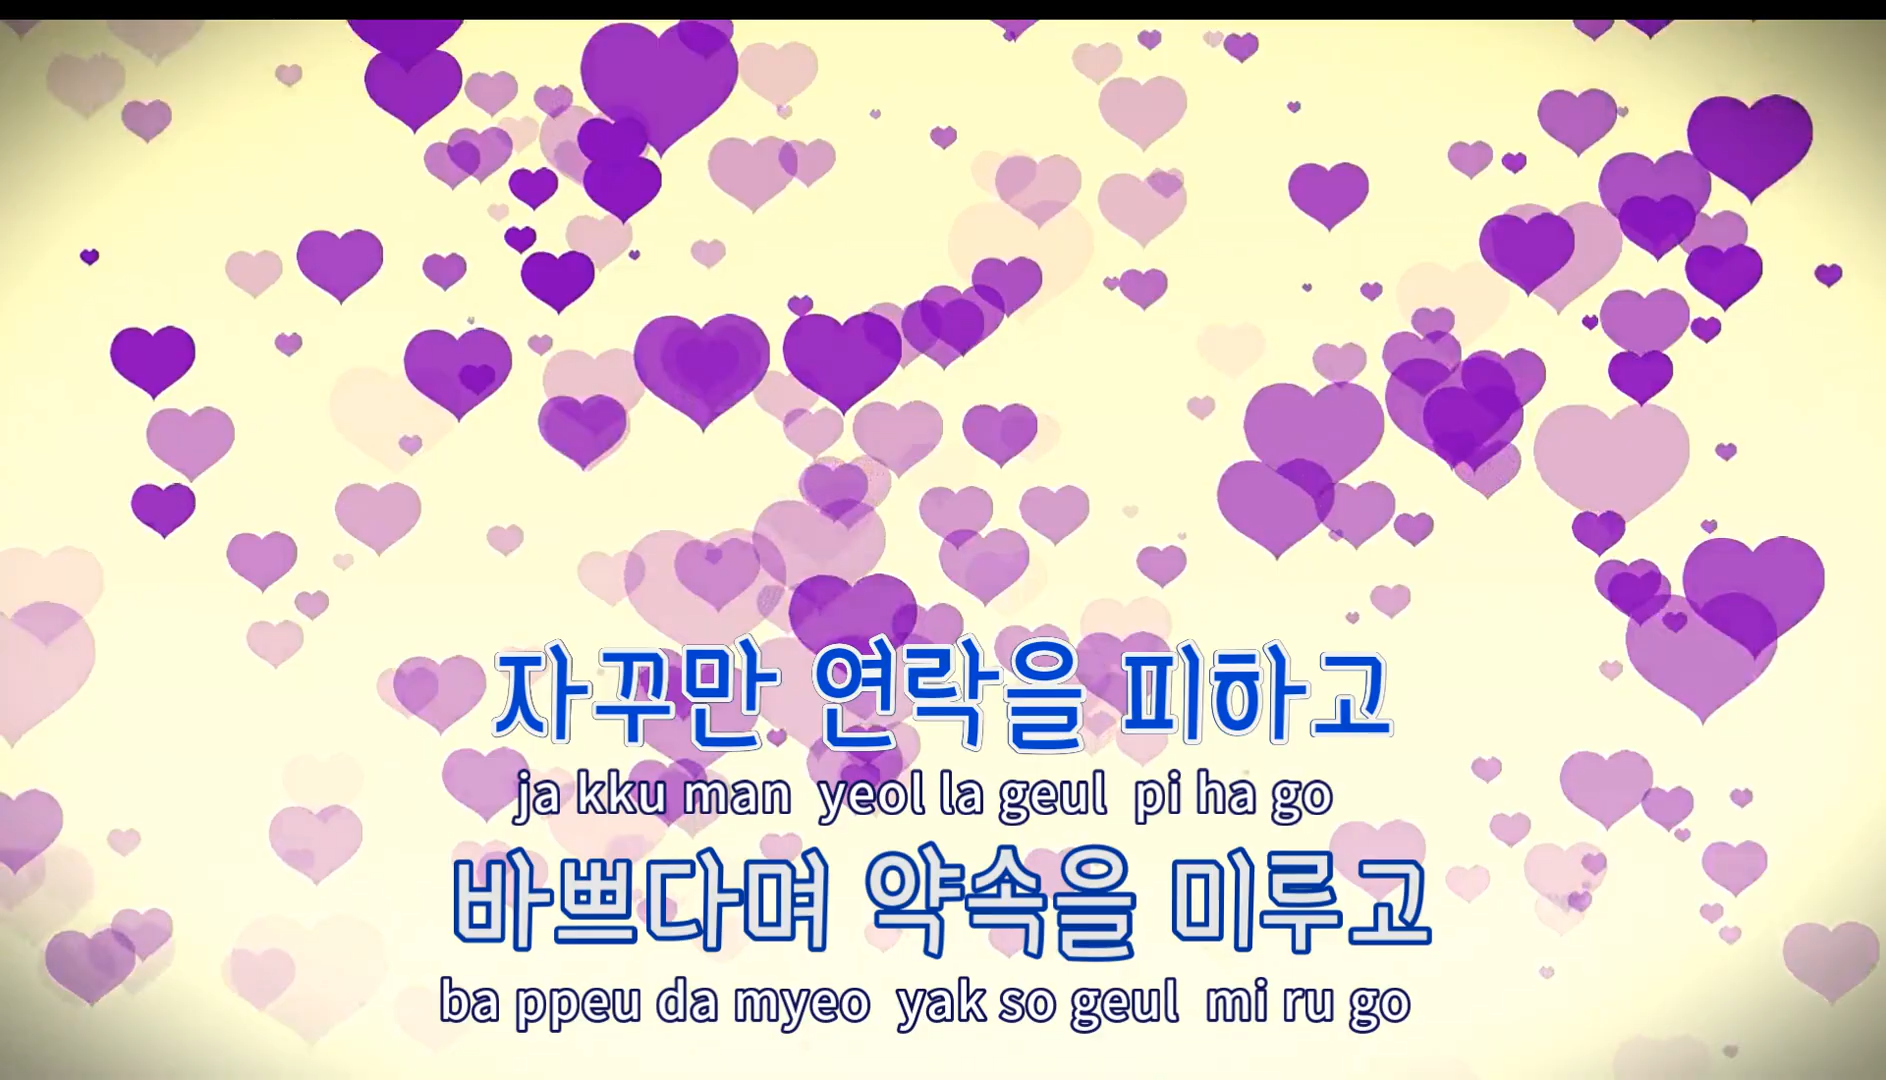 자꾸만 연락을 피하고
ja kku man yeol la geul pi ha go
바쁘다며 약속을 미루고
ba ppeu da myeo yak so geul mi ru go